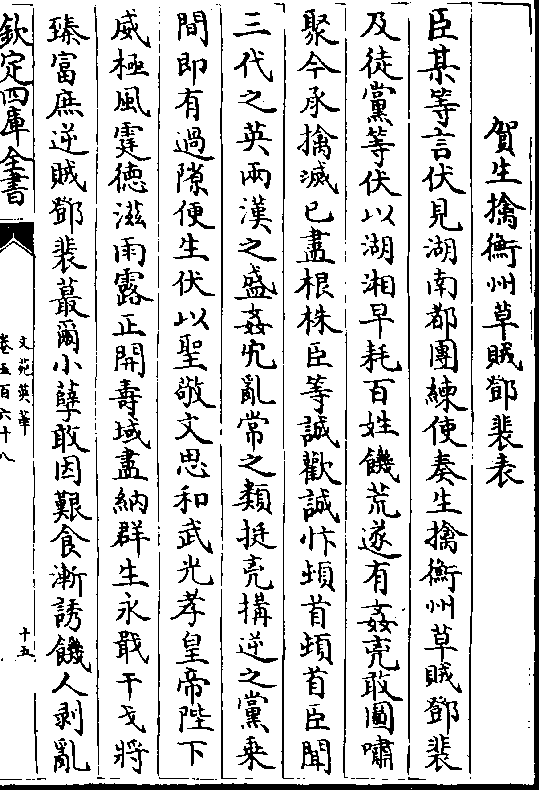 賀生擒衡州草賊鄧裴表
臣某等言伏見湖南都團練使奏生擒衡州草賊鄧裴
及徒黨等伏以湖湘旱耗百姓饑荒遂有姦兇敢圖嘯
聚今承擒滅已盡根株臣等誠歡誠忭頓首頓首臣聞
三代之英兩漢之盛姦宄亂常之類挺兇搆逆之黨乗
間即有過隙便生伏以聖敬文思和武光孝皇帝陛下
威極風霆德滋雨露正開壽域盡納群生永戢干戈將
臻富庶逆賊鄧裴蕞爾小孽敢因艱食漸誘饑人剥亂
欽定四庫全書
文苑英華
卷五百六十八
十五